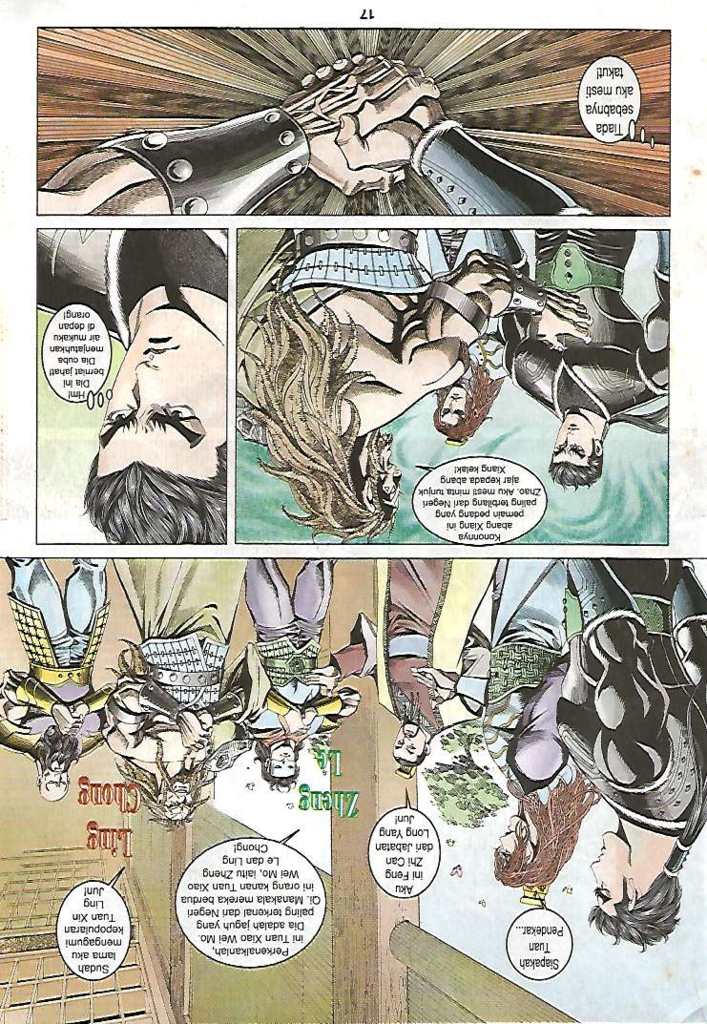 Siapakah
Tuan
Pendekar...
Aku
ini Feng
Zhi Can
dari Jabatan
Long Yang
Jun!
Perkenalkanlah,
ini Tuan Xiao Wei Mo.
Dia adalah jaguh yang
paling terkenal dari Negeri
Qi. Manakala mereka berdua
ini orang kanan Tuan Xiao
Wei Mo, iaitu Zheng
Le dan Ling
Chong!
Sudah
lama aku
mengagumi
kepopularan
Tuan Xin
Ling
Jun!
Zheng
Le
Ling
Chong
Kononnya
abang Xiang ini
pemain pedang yang
paling terbilang dari Negeri
Zhao. Aku mesti minta tunjuk
ajar kepada abang
Xiang kelak!
Hm!
Dia ini
berniat jahat!
Dia cuba
menjatuhkan
air mukaku
di depan
orang!
Tiada
sebabnya
aku mesti
takut!
17